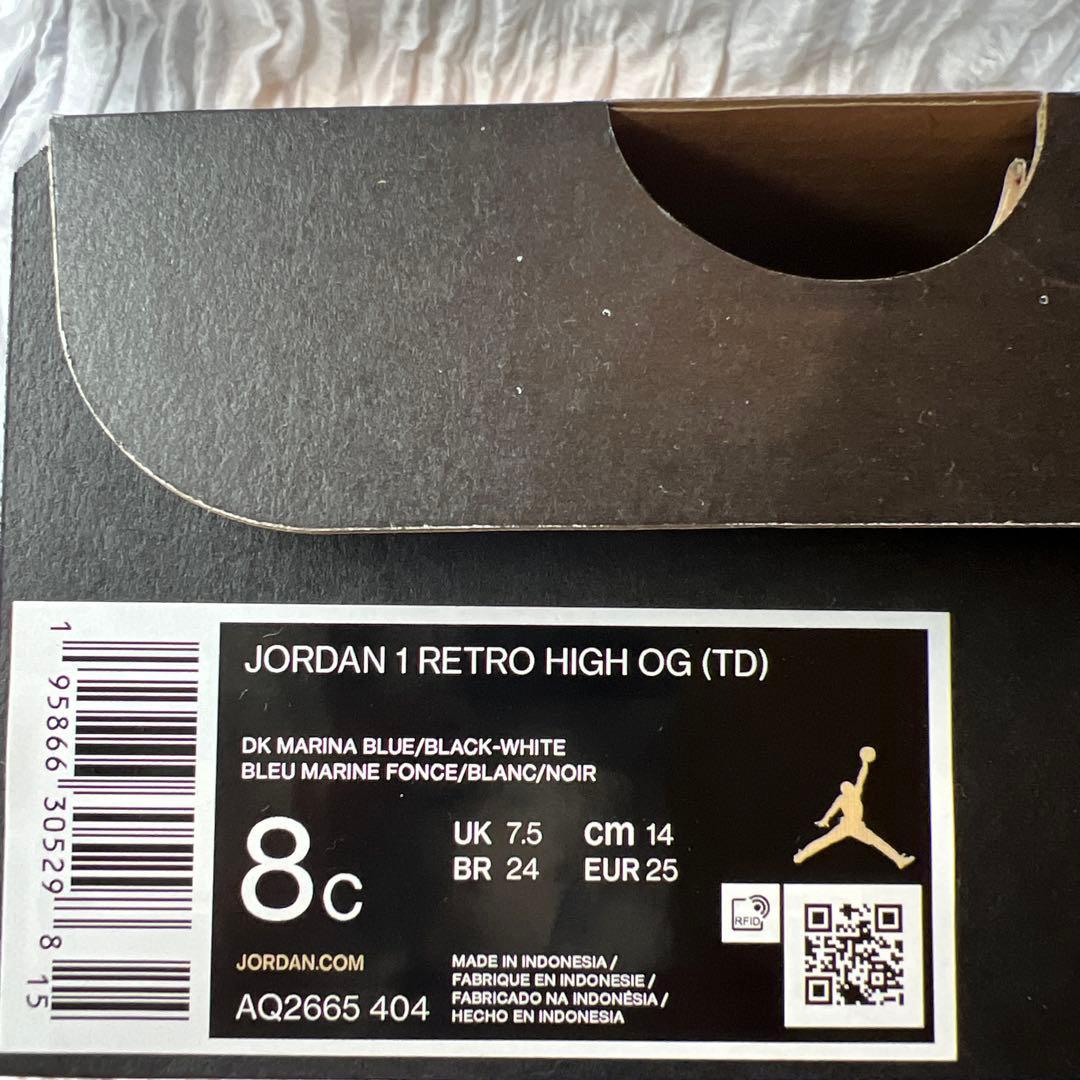 JORDAN 1 RETRO HIGH OG (TD)
DK MARINA BLUE/BLACK-WHITE
BLEU MARINE FONCE/BLANC/NOIR
8C
UK 7.5 cm 14
BR 24 EUR 25
RFID
JORDAN.COM
AQ2665 404
MADE IN INDONESIA /
FABRIQUE EN INDONESIE /
FABRICADO NA INDONÉSIA /
HECHO EN INDONESIA
1 95866 30529 8 15